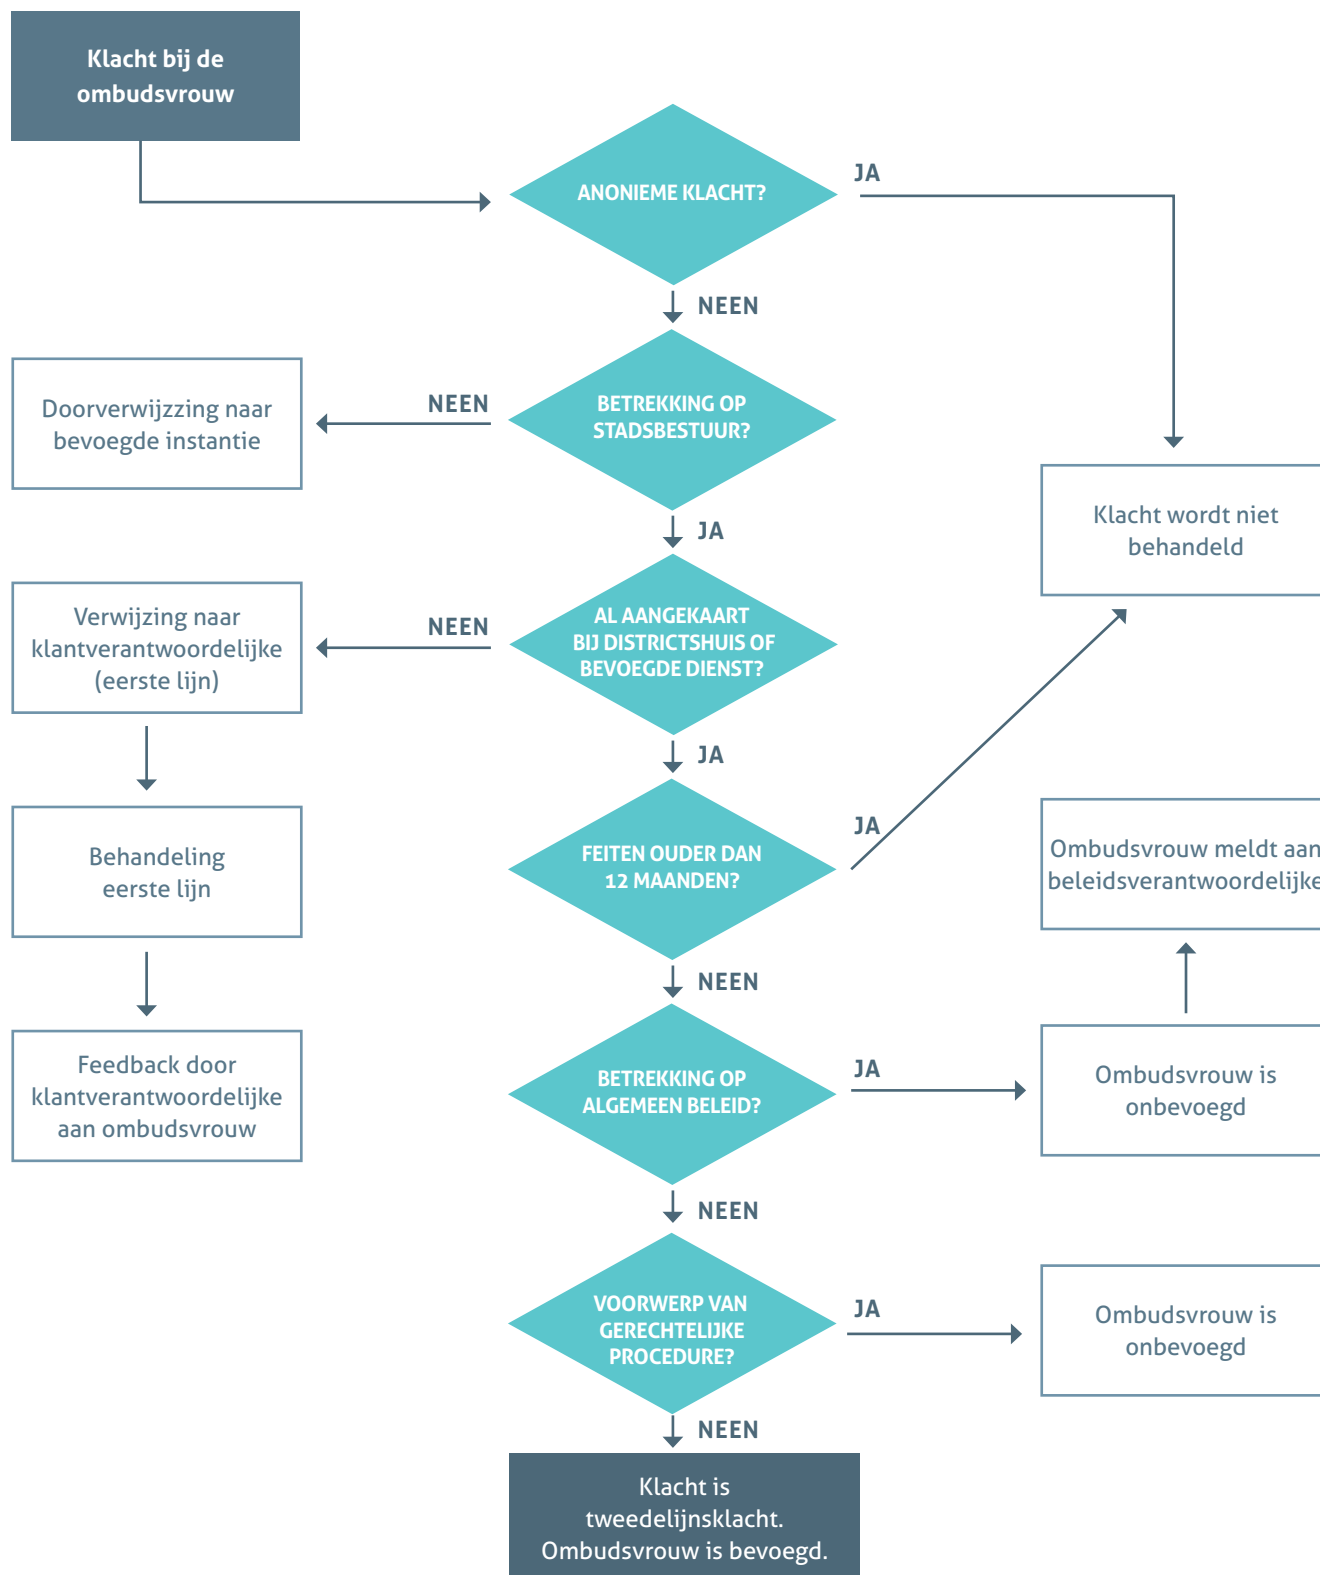 Klacht bij de
ombudsvrouw
ANONIEME KLACHT?
JA
NEEN
BETREKKING OP
STADSBESTUUR?
NEEN
Doorverwijzzing naar
bevoegde instantie
JA
Klacht wordt niet
behandeld
AL AANGEKAART
BIJ DISTRICTSHUIS OF
BEVOEGDE DIENST?
NEEN
Verwijzing naar
klantverantwoordelijke
(eerste lijn)
JA
FEITEN OUDER DAN
12 MAANDEN?
JA
Behandeling
eerste lijn
Ombudsvrouw meldt aan
beleidsverantwoordelijke
NEEN
BETREKKING OP
ALGEMEEN BELEID?
JA
Ombudsvrouw is
onbevoegd
Feedback door
klantverantwoordelijke
aan ombudsvrouw
NEEN
VOORWERP VAN
GERECHTELIJKE
PROCEDURE?
JA
Ombudsvrouw is
onbevoegd
NEEN
Klacht is
tweedelijnsklacht.
Ombudsvrouw is bevoegd.